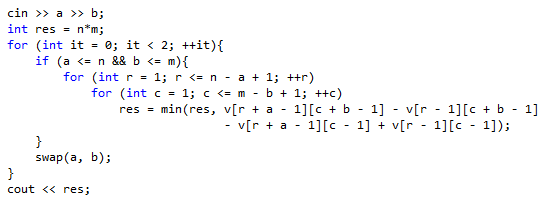 cin >> a >> b;
int res = n*m;
for (int it = 0; it < 2; ++it){
    if (a <= n && b <= m){
        for (int r = 1; r <= n - a + 1; ++r)
            for (int c = 1; c <= m - b + 1; ++c)
                res = min(res, v[r + a - 1][c + b - 1] - v[r - 1][c + b - 1]
                               - v[r + a - 1][c - 1] + v[r - 1][c - 1]);
    }
    swap(a, b);
}
cout << res;